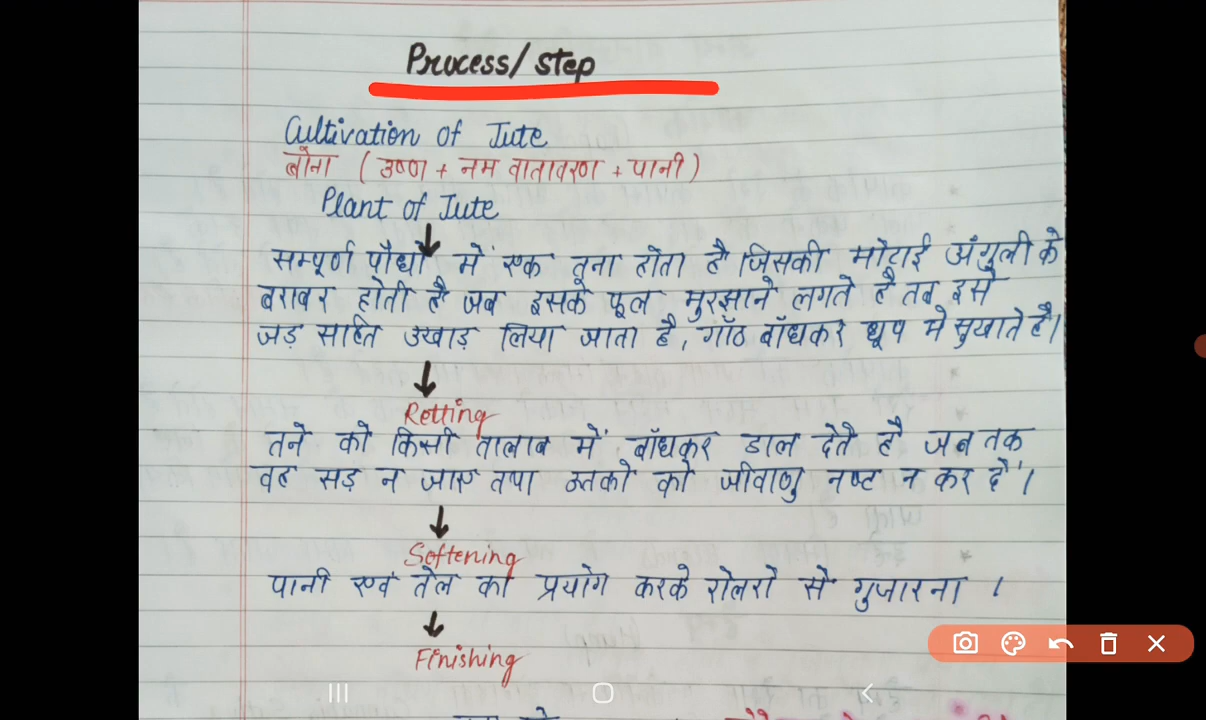 Process/step
Cultivation of Jute
बोना (उष्ण + नम वातावरण + पानी)
Plant of Jute
सम्पूर्ण पौधों में एक तना होता है जिसकी मोटाई अंगुली के
बराबर होती है जब इसके फूल मुरझाने लगते है तब इसे
जड़ सहित उखाड़ लिया जाता है, गाँठ बाँधकर धूप मे सुखाते है।
Retting
तने को किसी तालाब में बाँधकर डाल देते है जब तक
वह सड़ न जाए तथा ऊतको को जीवाणु नष्ट न कर दें।
Softening
पानी एवं तेल का प्रयोग करके रोलरो से गुजारना ।
Finishing